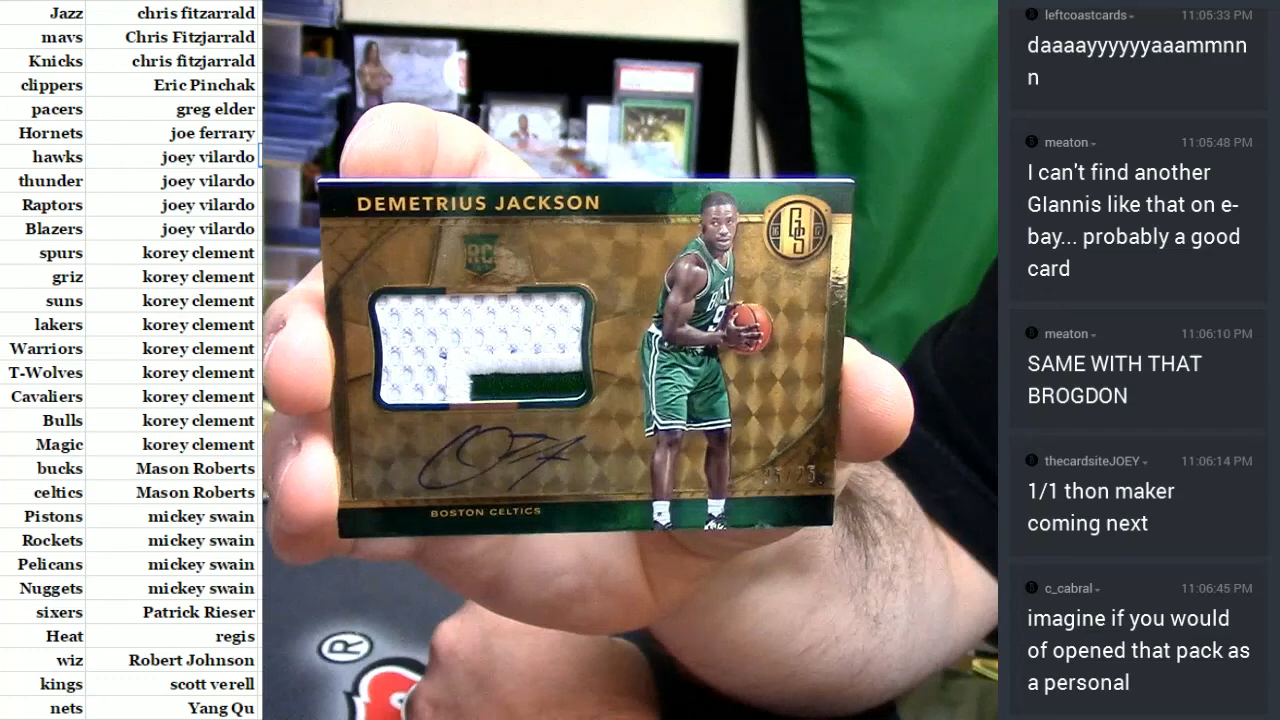 Jazz chris fitzarrald
mavs Chris Fitzjarrald
Knicks chris fitzjarrald
clippers Eric Pinchak
pacers greg elder
Hornets joe ferrary
hawks joey vilardo
thunder joey vilardo
Raptors joey vilardo
Blazers joey vilardo
spurs korey clement
griz korey clement
suns korey clement
lakers korey clement
Warriors korey clement
T-Wolves korey clement
Cavaliers korey clement
Bulls korey clement
Magic korey clement
bucks Mason Roberts
celtics Mason Roberts
Pistons mickey swain
Rockets mickey swain
Pelicans mickey swain
Nuggets mickey swain
sixers Patrick Rieser
Heat regis
wiz Robert Johnson
kings scott verell
nets Yang Qu
DEMETRIUS JACKSON
RC
16 GS 17
BOSTON CELTICS
®
leftcoastcards 11:05:33 PM
daaaayyyyyyaaammnn
n
meaton 11:05:48 PM
I can't find another
GIannis like that on e-
bay... probably a good
card
meaton 11:06:10 PM
SAME WITH THAT
BROGDON
thecardsiteJOEY 11:06:14 PM
1/1 thon maker
coming next
c_cabral 11:06:45 PM
imagine if you would
of opened that pack as
a personal